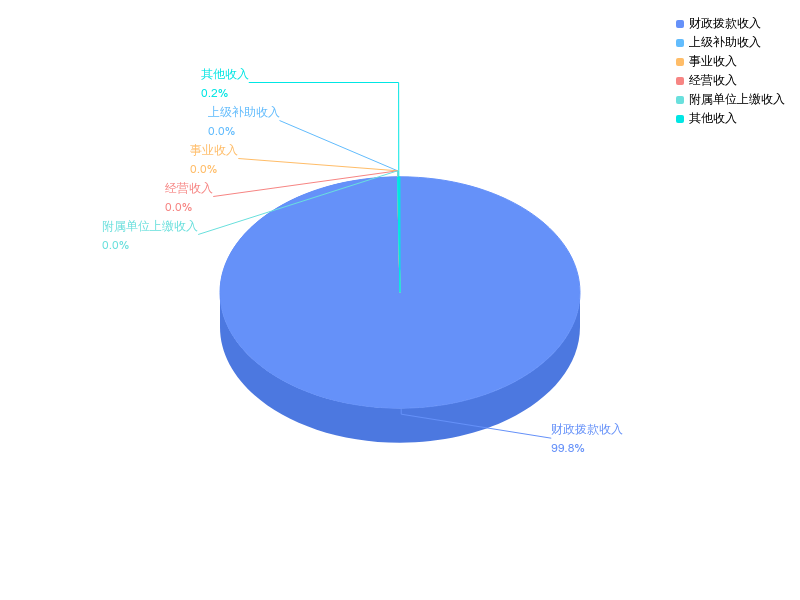 财政拨款收入
上级补助收入
事业收入
经营收入
附属单位上缴收入
其他收入
其他收入
0.2%
上级补助收入
0.0%
事业收入
0.0%
经营收入
0.0%
附属单位上缴收入
0.0%
财政拨款收入
99.8%